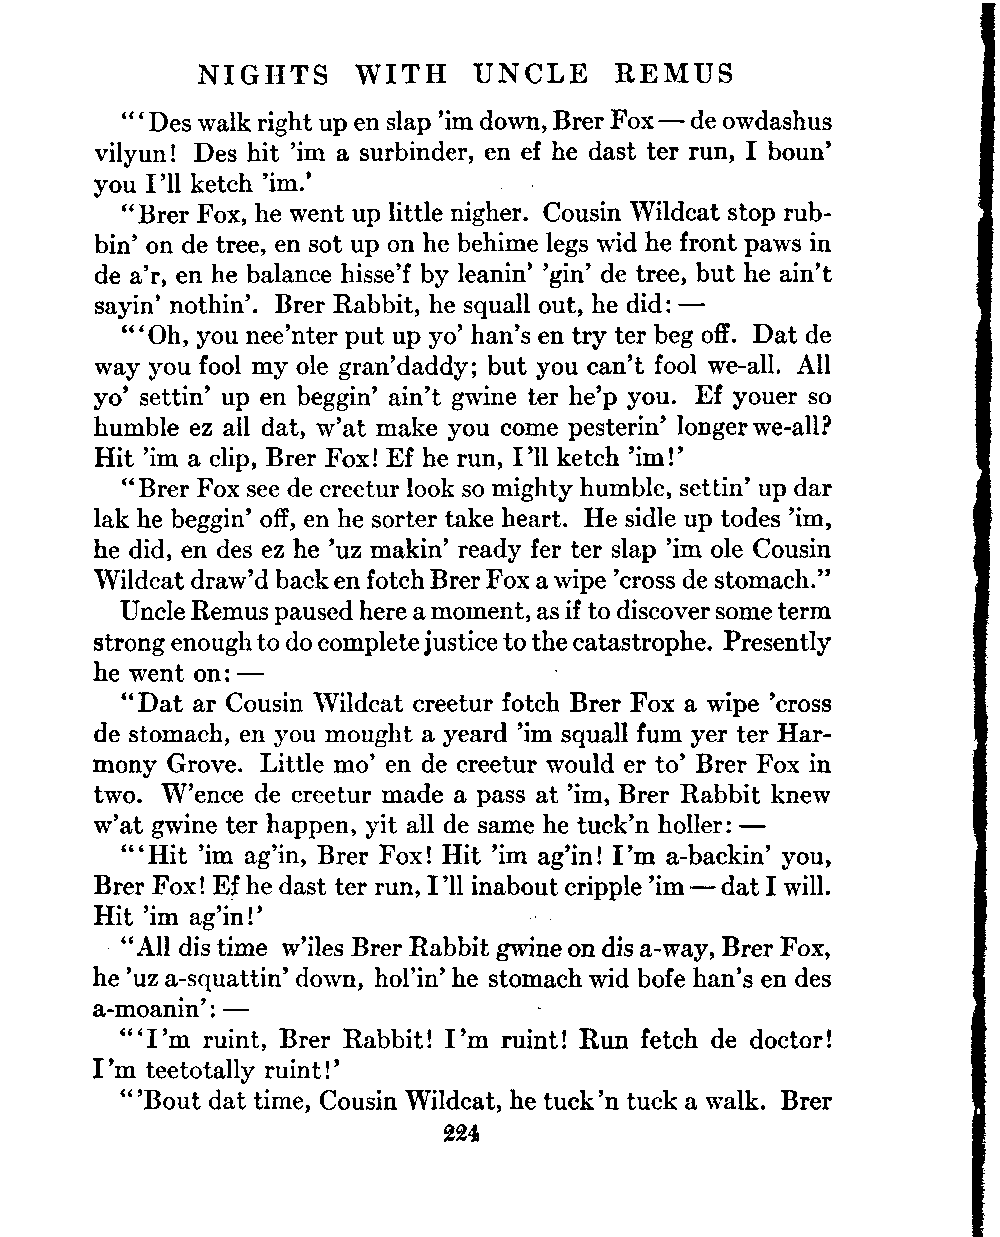 NIGHTS WITH UNCLE REMUS
"'Des walk right up en slap 'im down, Brer Fox — de owdashus
vilyun! Des hit 'im a surbinder, en ef he dast ter run, I boun'
you I'll ketch 'im.'
"Brer Fox, he went up little nigher. Cousin Wildcat stop rub-
bin' on de tree, en sot up on he behime legs wid he front paws in
de a'r, en he balance hisse'f by leanin' 'gin' de tree, but he ain't
sayin' nothin'. Brer Rabbit, he squall out, he did: —
"'Oh, you nee'nter put up yo' han's en try ter beg off. Dat de
way you fool my ole gran'daddy; but you can't fool we-all. All
yo' settin' up en beggin' ain't gwine ter he'p you. Ef youer so
humble ez all dat, w'at make you come pesterin' longer we-all?
Hit 'im a clip, Brer Fox! Ef he run, I'll ketch 'im!'
"Brer Fox see de creetur look so mighty humble, settin' up dar
lak he beggin' off, en he sorter take heart. He sidle up todes 'im,
he did, en des ez he 'uz makin' ready fer ter slap 'im ole Cousin
Wildcat draw'd back en fotch Brer Fox a wipe 'cross de stomach."
Uncle Remus paused here a moment, as if to discover some term
strong enough to do complete justice to the catastrophe. Presently
he went on: —
"Dat ar Cousin Wildcat creetur fotch Brer Fox a wipe 'cross
de stomach, en you mought a yeard 'im squall fum yer ter Har-
mony Grove. Little mo' en de creetur would er to' Brer Fox in
two. W'ence de creetur made a pass at 'im, Brer Rabbit knew
w'at gwine ter happen, yit all de same he tuck'n holler: —
"'Hit 'im ag'in, Brer Fox! Hit 'im ag'in! I'm a-backin' you,
Brer Fox! Ef he dast ter run, I'll inabout cripple 'im — dat I will.
Hit 'im ag'in!'
"All dis time w'iles Brer Rabbit gwine on dis a-way, Brer Fox,
he 'uz a-squattin' down, hol'in' he stomach wid bofe han's en des
a-moanin': —
"'I'm ruint, Brer Rabbit! I'm ruint! Run fetch de doctor!
I'm teetotally ruint!'
"'Bout dat time, Cousin Wildcat, he tuck'n tuck a walk. Brer
224